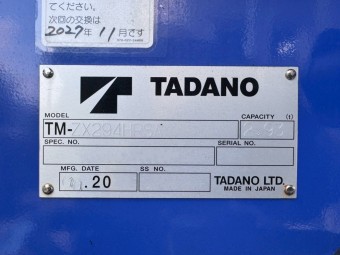 てください。
次回の交換は
2027年11月です
TADANO
MODEL CAPACITY (t)
TM-ZX294
SPEC. NO. SERIAL NO.
MFG. DATE SS NO.
.20
TADANO LTD.
MADE IN JAPAN